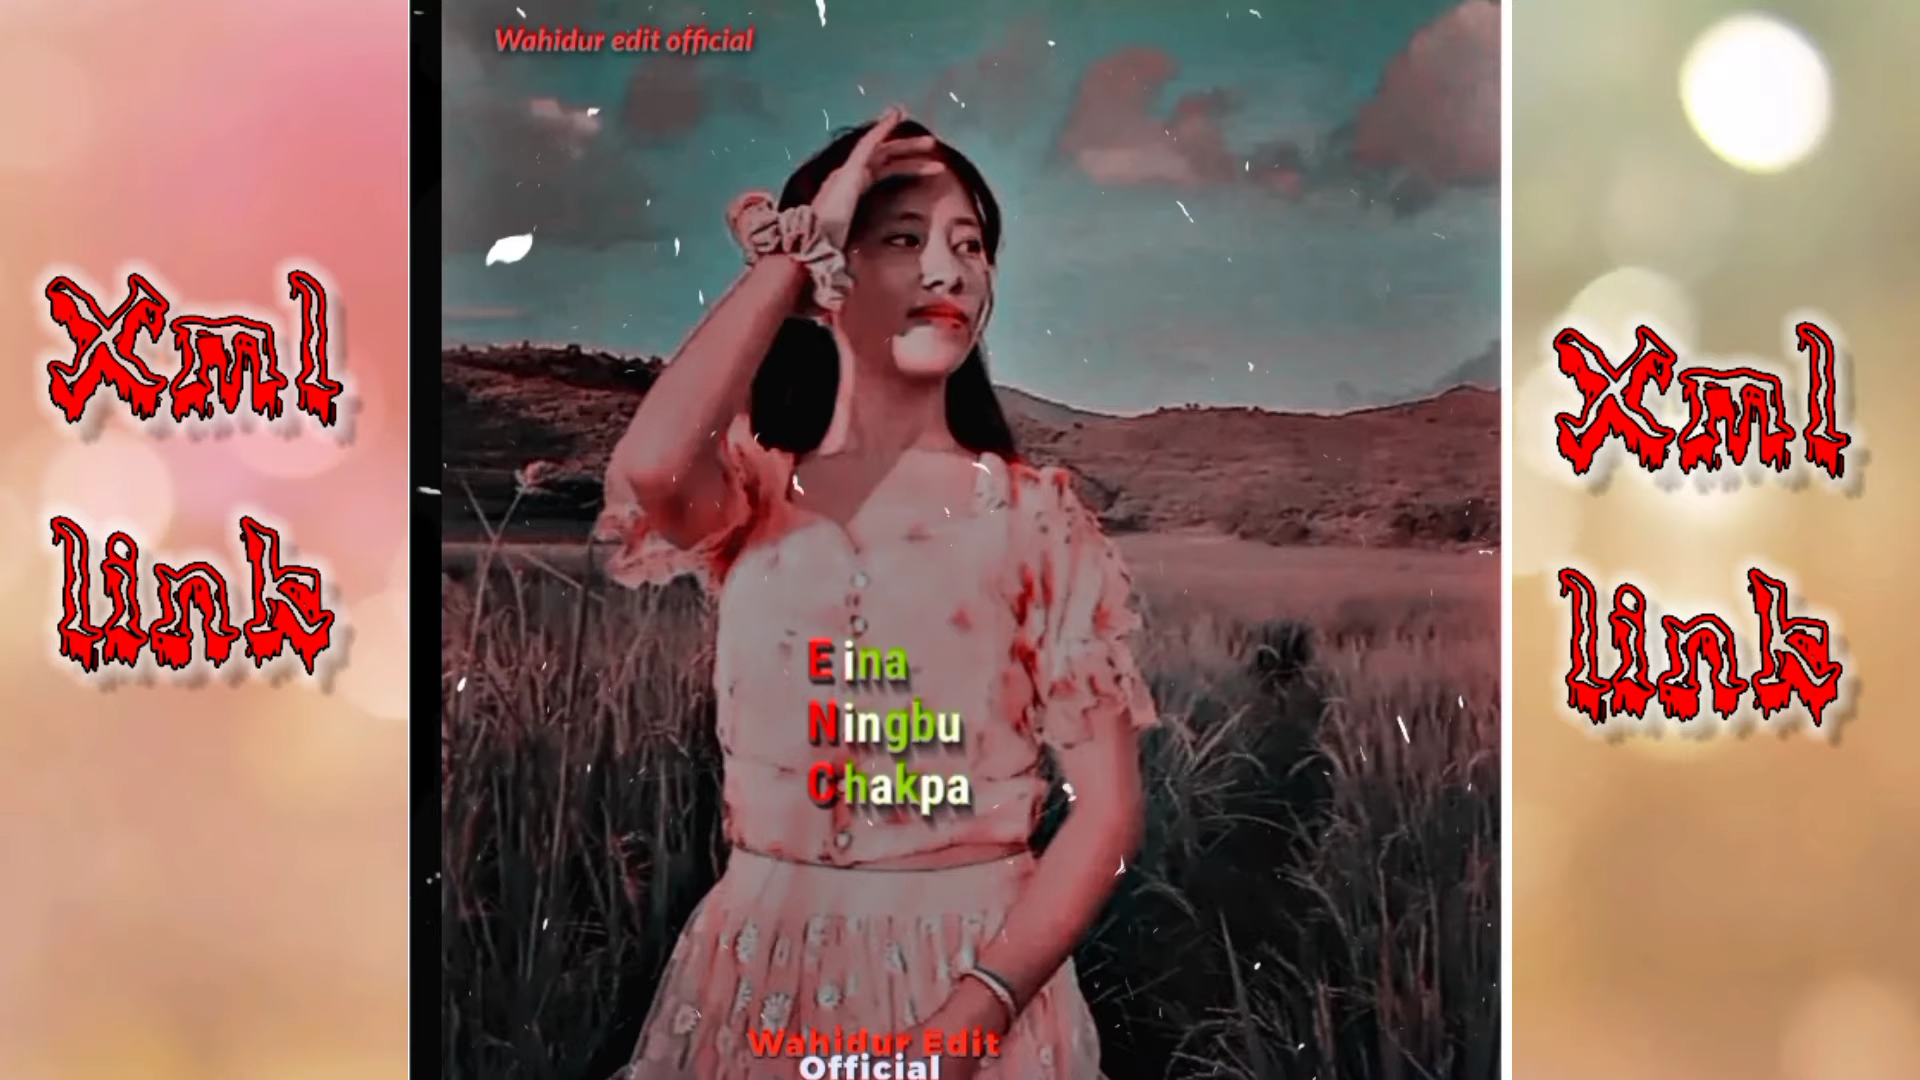 Wahidur edit official
Xml
link
Eina
Ningbu
Chakpa
Xml
link
Wahidur Edit
Official